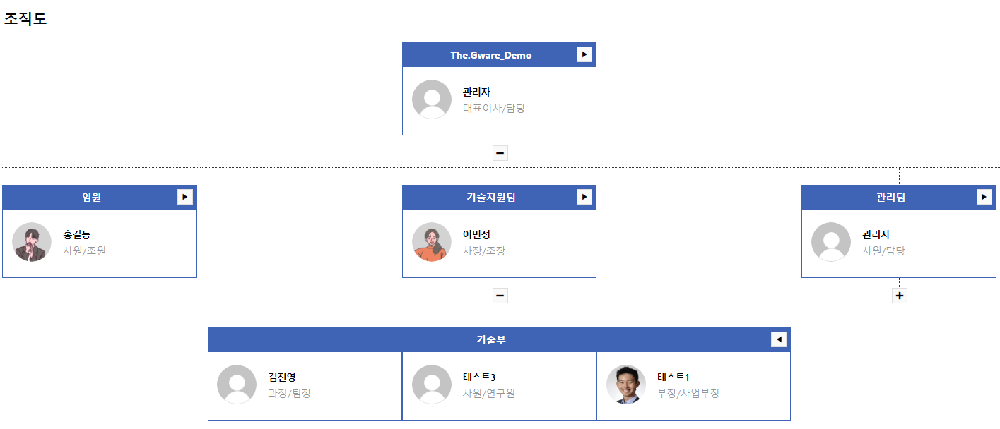 조직도
The.Gware_Demo
관리자
대표이사/담당
임원
기술지원팀
관리팀
홍길동
사원/조원
이민정
차장/조장
관리자
사원/담당
기술부
김진영
과장/팀장
테스트3
사원/연구원
테스트1
부장/사업부장